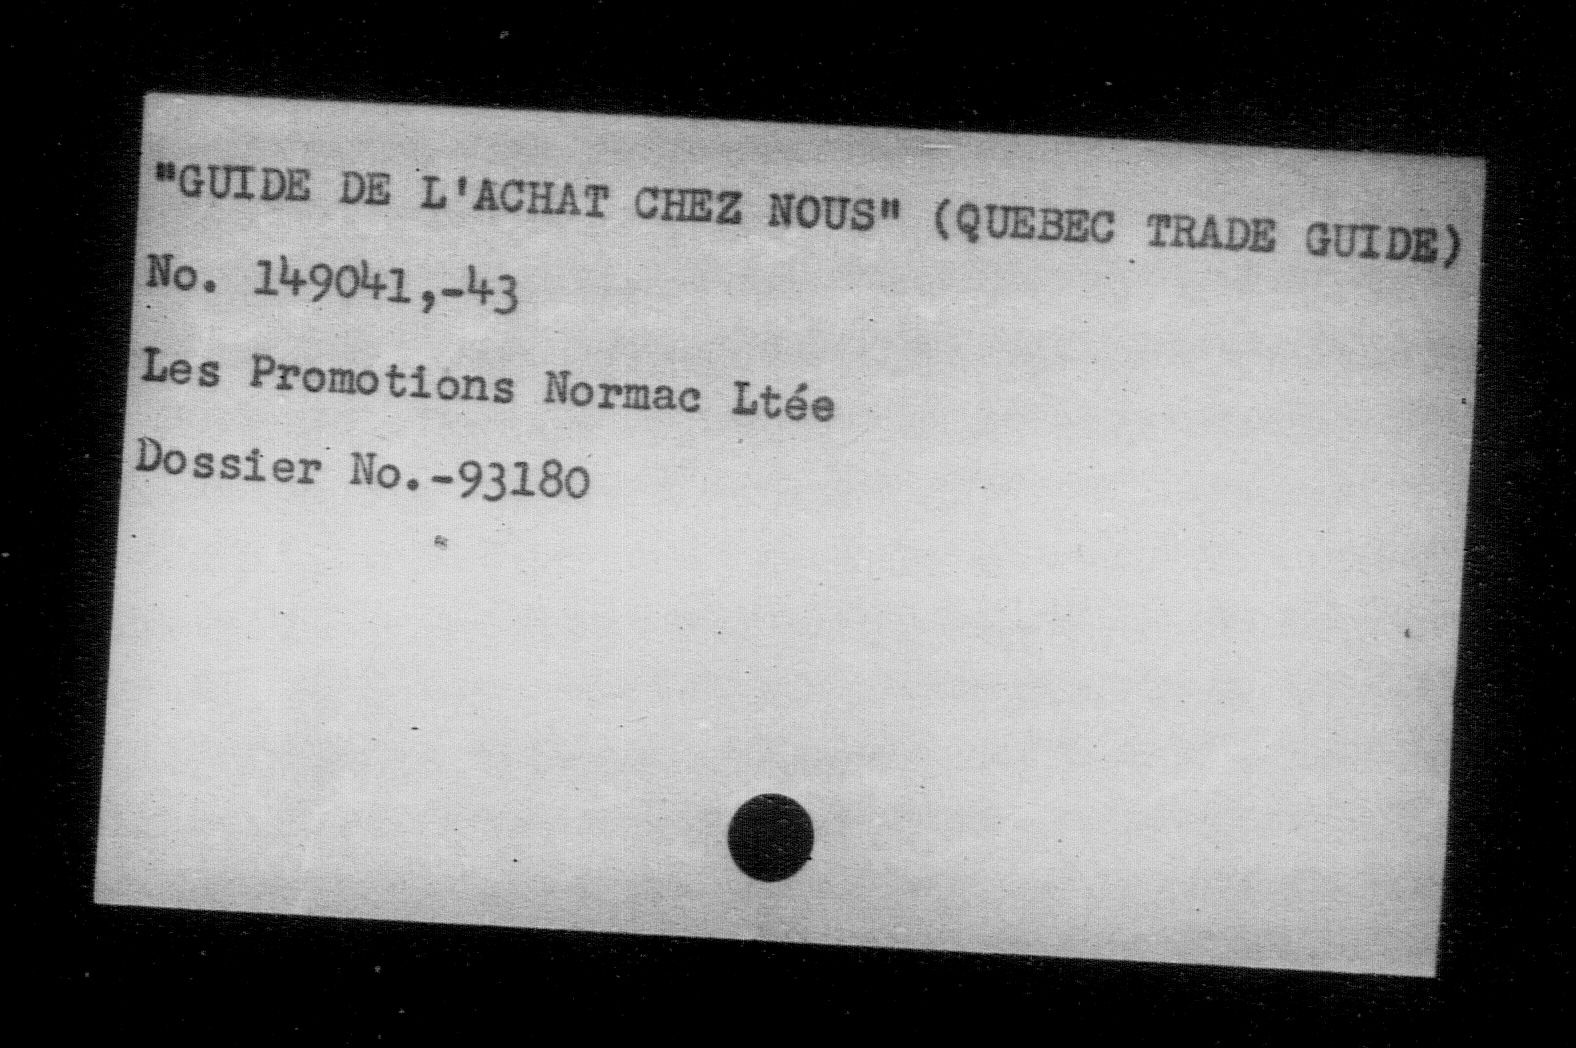 "GUIDE DE L'ACHAT CHEZ NOUS" (QUEBEC TRADE GUIDE)
No. 149041,-43
Les Promotions Normac Ltée
Dossier No.-93180